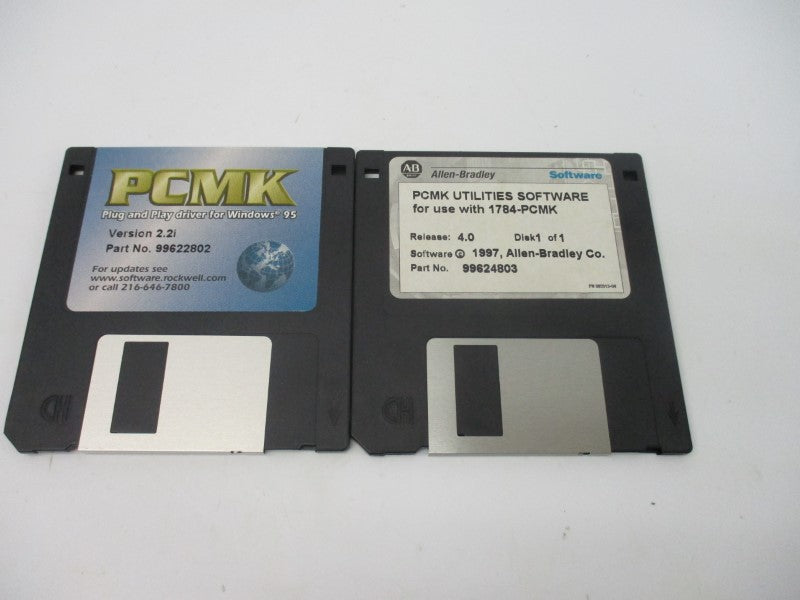 PCMK
Plug and Play driver for Windows® 95
Version 2.2i
Part No. 99622802
For updates see
www.software.rockwell.com
or call 216-646-7800
HD
AB
Allen-Bradley
Software
PCMK UTILITIES SOFTWARE
for use with 1784-PCMK
Release: 4.0 Disk1 of 1
Software © 1997, Allen-Bradley Co.
Part No. 99624803
HD